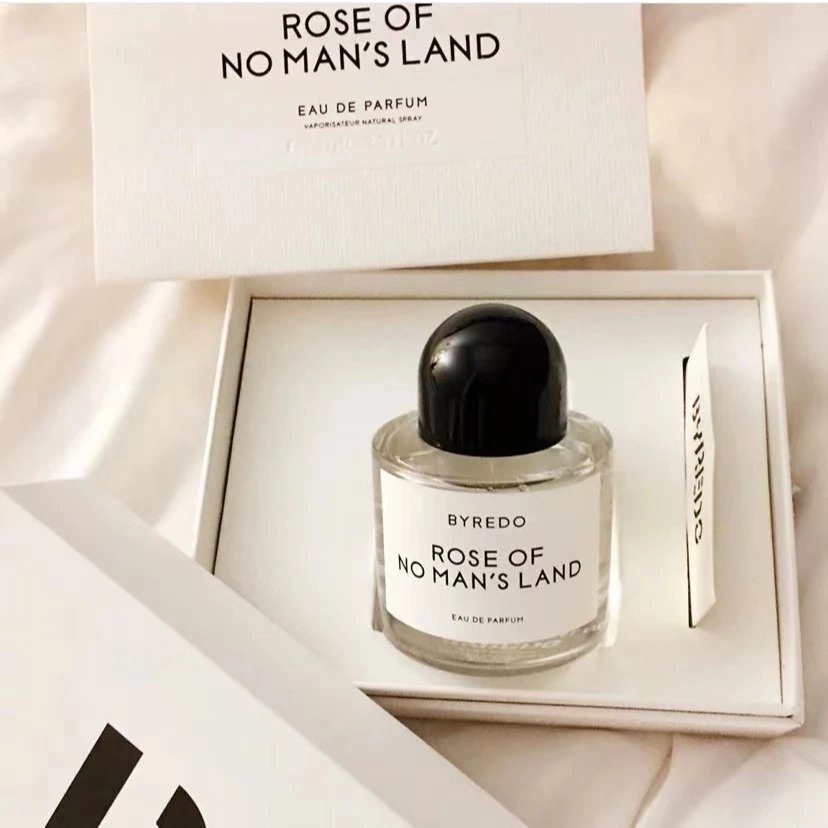 ROSE OF
NO MAN'S LAND
EAU DE PARFUM
VAPORISATEUR NATURAL SPRAY
BYREDO
ROSE OF
NO MAN'S LAND
EAU DE PARFUM
BYREDO